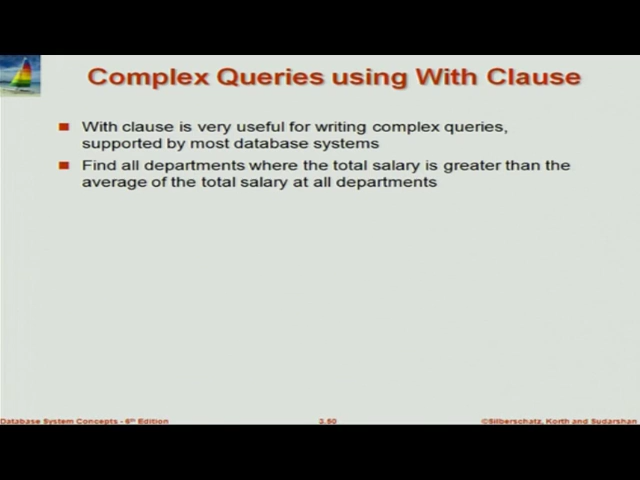 Complex Queries using With Clause
With clause is very useful for writing complex queries,
supported by most database systems
Find all departments where the total salary is greater than the
average of the total salary at all departments
Database System Concepts - 6th Edition
3.50
©Silberschatz, Korth and Sudarshan